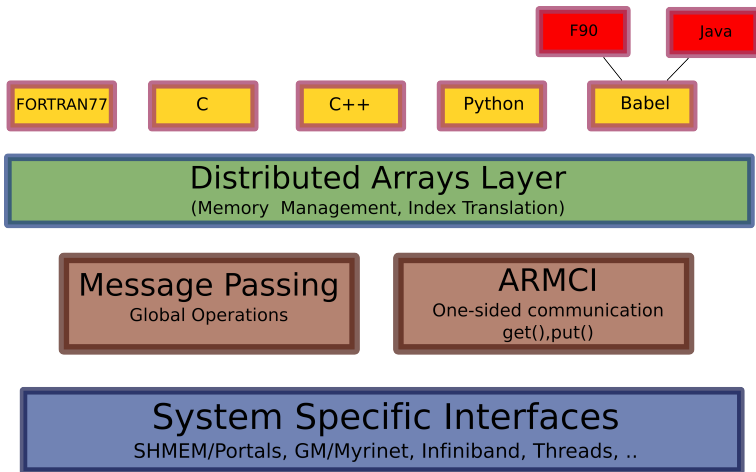 F90
Java
FORTRAN77
C
C++
Python
Babel
Distributed Arrays Layer
(Memory  Management, Index Translation)
Message Passing
Global Operations
ARMCI
One-sided communication
get(),put()
System Specific Interfaces
SHMEM/Portals, GM/Myrinet, Infiniband, Threads, ..